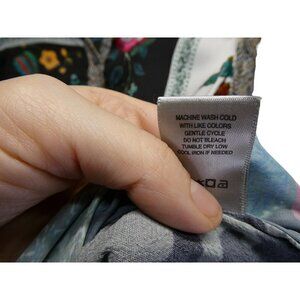 MACHINE WASH COLD
WITH LIKE COLORS
GENTLE CYCLE
DO NOT BLEACH
TUMBLE DRY LOW
COOL IRON IF NEEDED